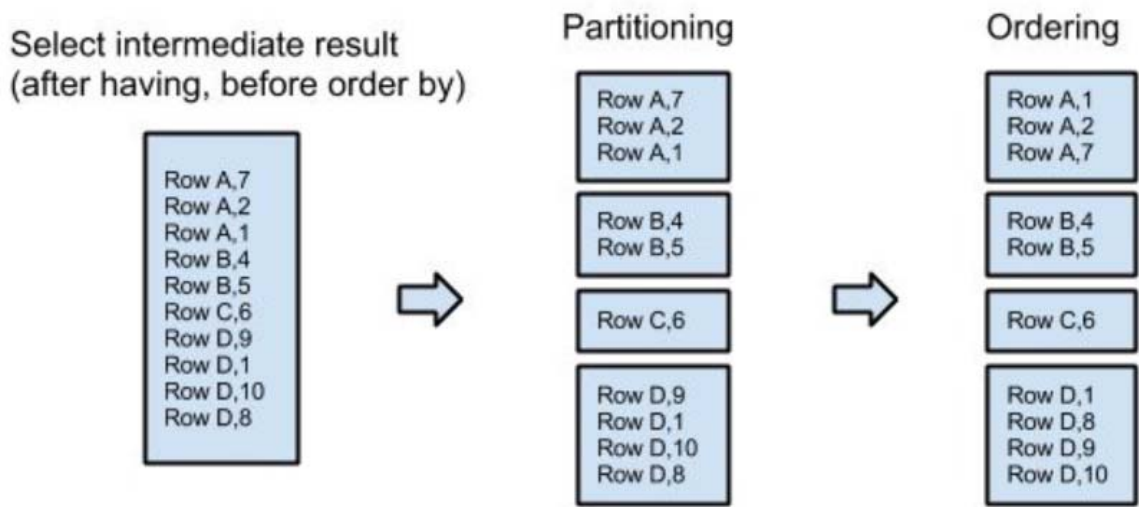 Select intermediate result
(after having, before order by)
Row A,7
Row A,2
Row A,1
Row B,4
Row B,5
Row C,6
Row D,9
Row D,1
Row D,10
Row D,8
Partitioning
Row A,7
Row A,2
Row A,1
Row B,4
Row B,5
Row C,6
Row D,9
Row D,1
Row D,10
Row D,8
Ordering
Row A,1
Row A,2
Row A,7
Row B,4
Row B,5
Row C,6
Row D,1
Row D,8
Row D,9
Row D,10